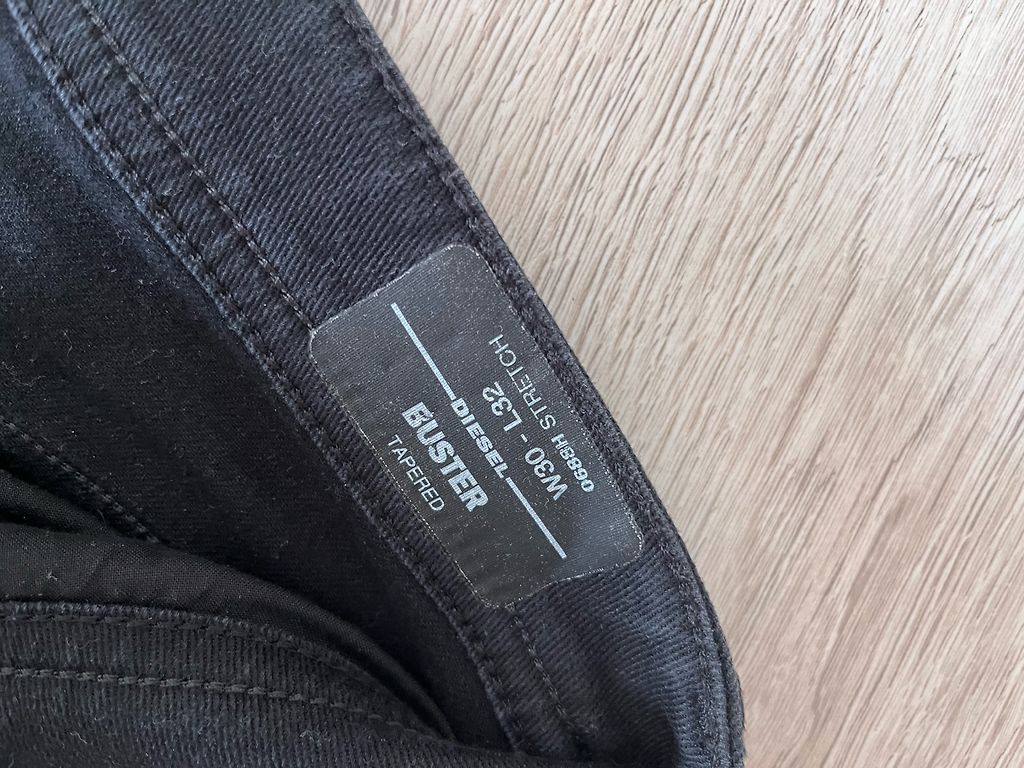 DIESEL
BUSTER
TAPERED
W30 - L32
0688H STRETCH